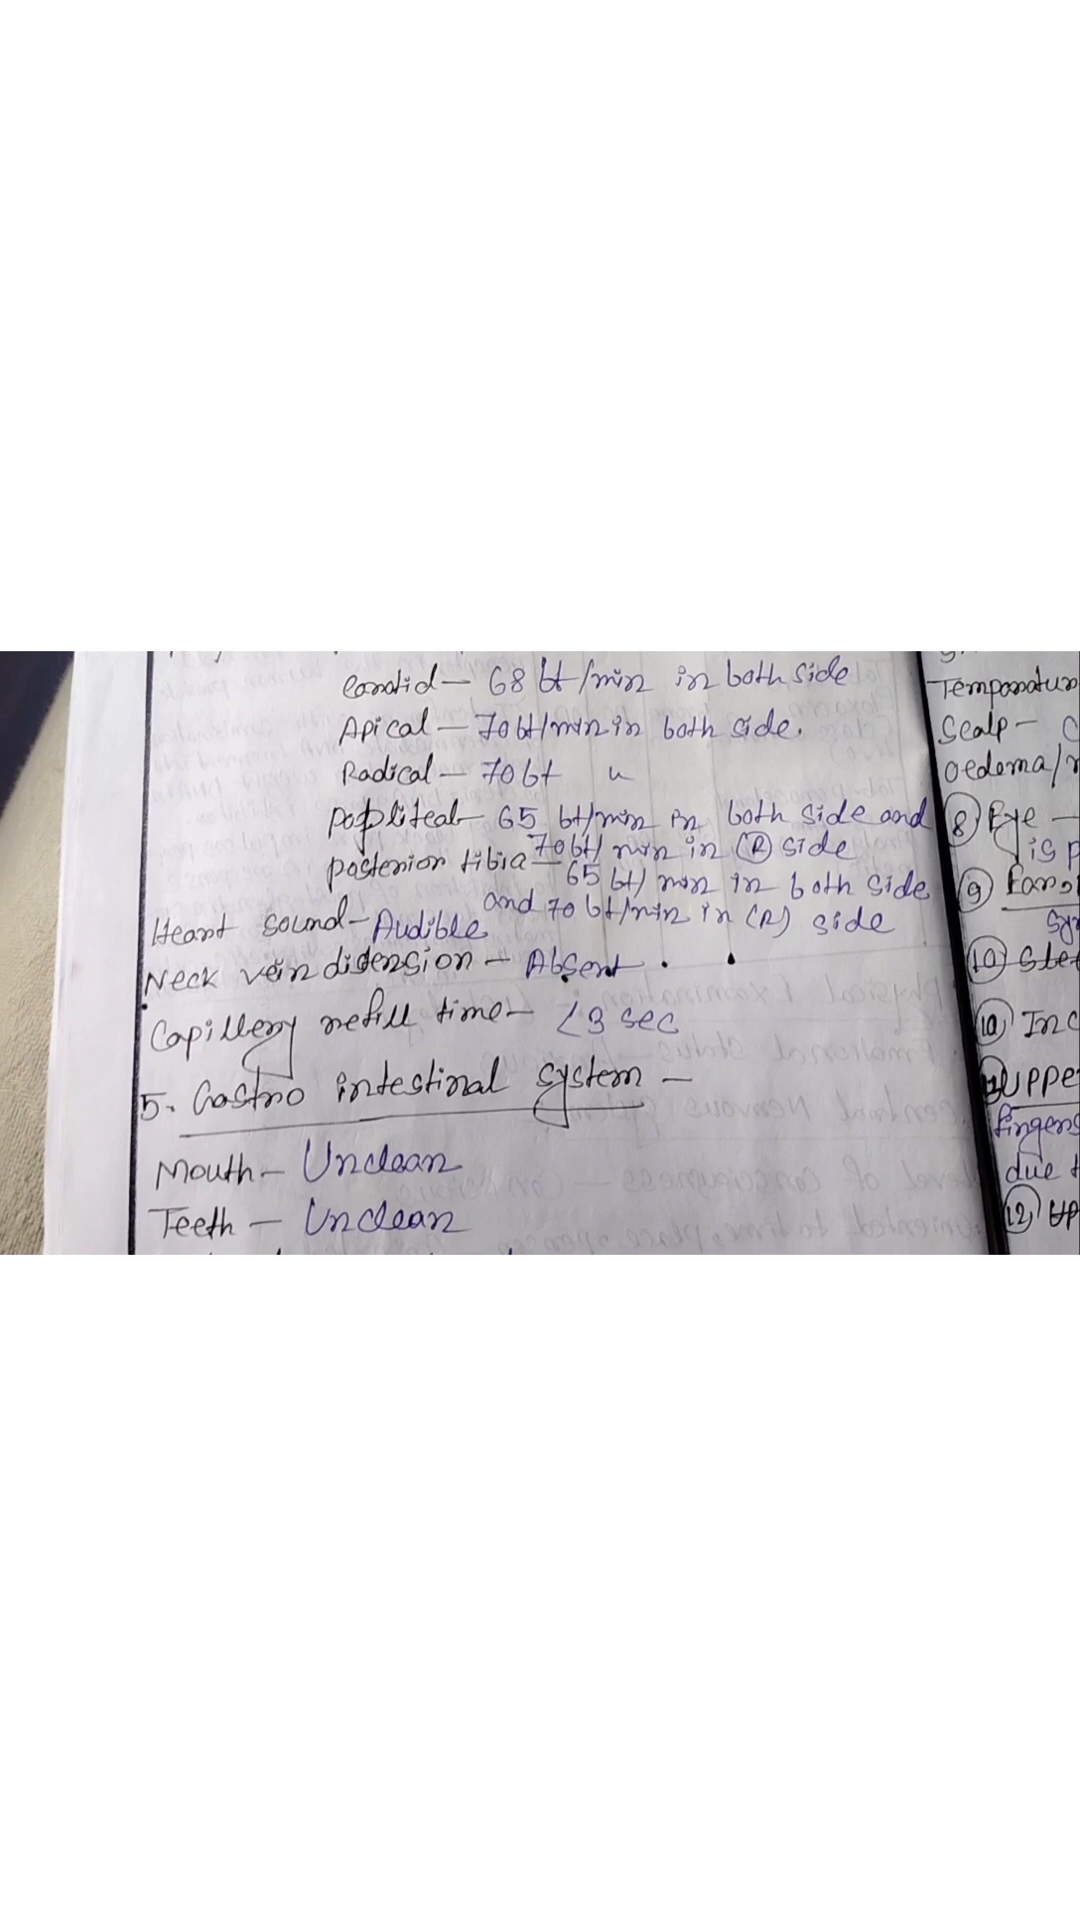 Carotid - 68 bt/min in both side
Apical - 70 bt/min in both side.
Radical - 70 bt "
Popliteal - 65 bt/min in both side and
70 bt/ min in (R) side
posterior tibia - 65 bt/ min in both side
and 70 bt/min in (R) side
Heart sound - Audible
Neck vein distension - Absent.
Capillery refill time - <3 sec
5. Gastro intestinal system -
Mouth - Unclean
Teeth - Unclean
Temperatur
Scalp - C
oedema/
(8) Eye -
is p
(9) Ear
(10)
(10) Inc
Uppe
fingers
due t
(12) UP